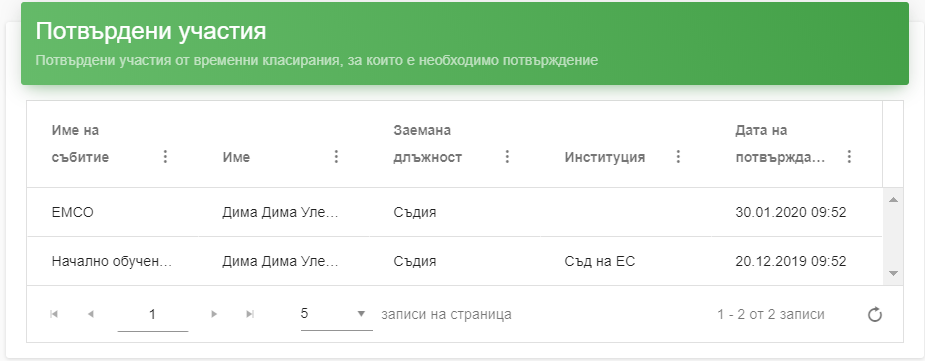 Потвърдени участия
Потвърдени участия от временни класирания, за които е необходимо потвърждение
Име на събитие
Име
Заемана длъжност
Институция
Дата на потвържда...
ЕМСО Дима Дима Уле... Съдия 30.01.2020 09:52
Начално обучен... Дима Дима Уле... Съдия Съд на ЕС 20.12.2019 09:52
1 5 записи на страница 1 - 2 от 2 записи